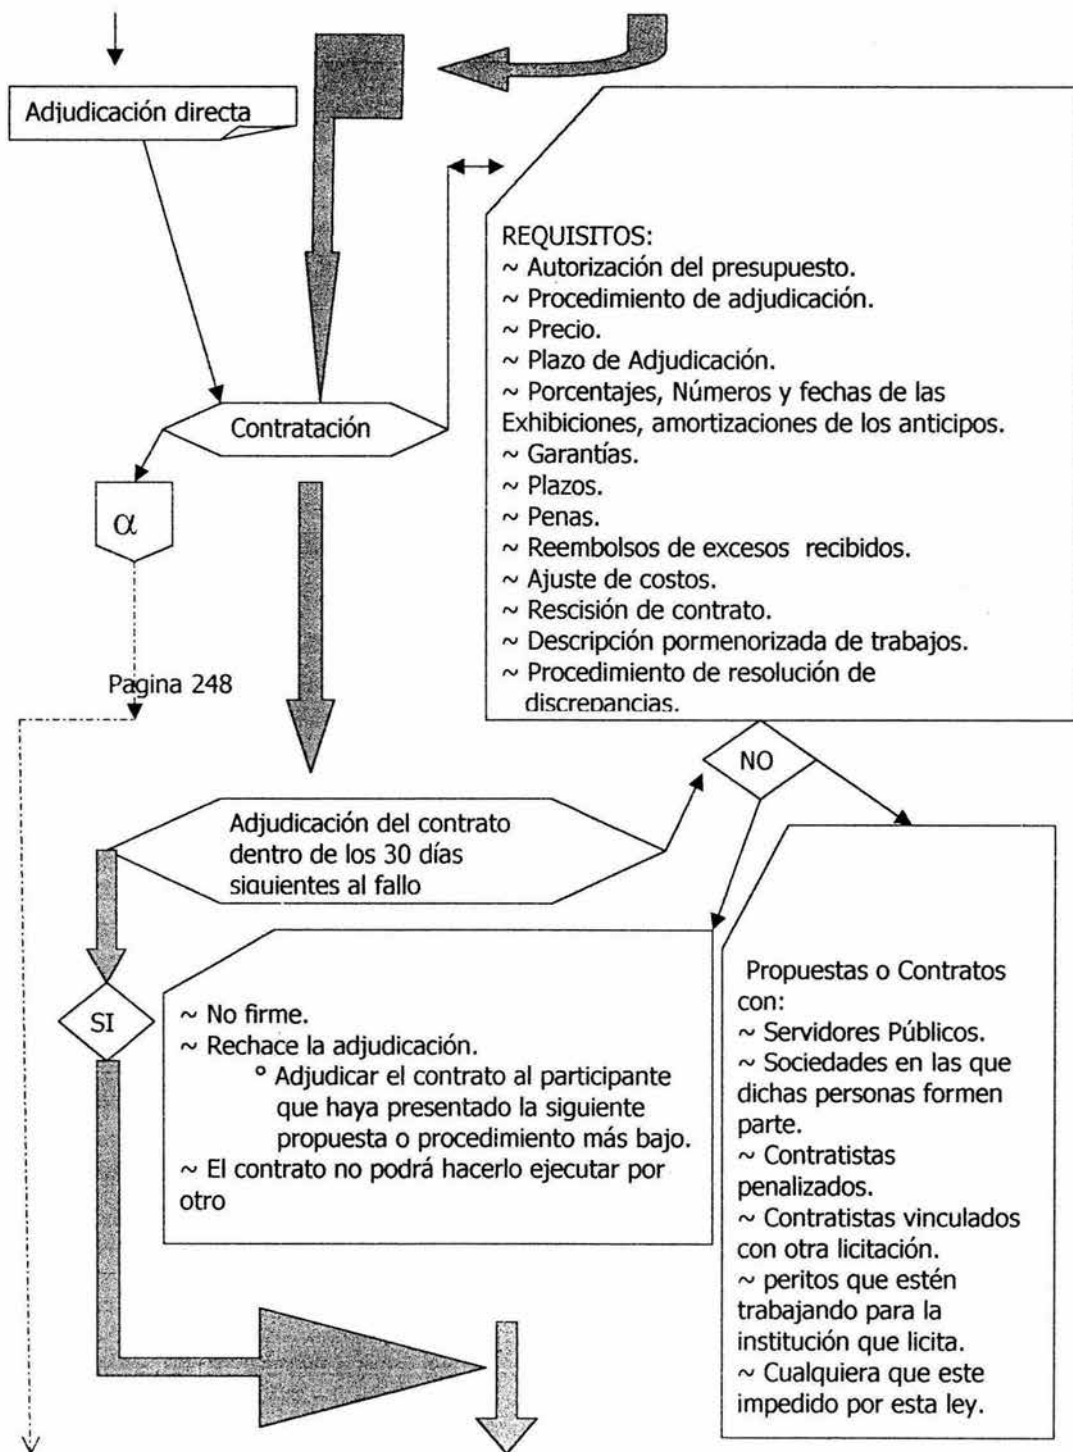 Adjudicación directa
REQUISITOS:
~ Autorización del presupuesto.
~ Procedimiento de adjudicación.
~ Precio.
~ Plazo de Adjudicación.
~ Porcentajes, Números y fechas de las
Exhibiciones, amortizaciones de los anticipos.
~ Garantías.
~ Plazos.
~ Penas.
~ Reembolsos de excesos recibidos.
~ Ajuste de costos.
~ Rescisión de contrato.
~ Descripción pormenorizada de trabajos.
~ Procedimiento de resolución de
discrepancias.
Contratación
α
Pagina 248
NO
Adjudicación del contrato
dentro de los 30 días
siguientes al fallo
SI
~ No firme.
~ Rechace la adjudicación.
° Adjudicar el contrato al participante
que haya presentado la siguiente
propuesta o procedimiento más bajo.
~ El contrato no podrá hacerlo ejecutar por
otro
Propuestas o Contratos
con:
~ Servidores Públicos.
~ Sociedades en las que
dichas personas formen
parte.
~ Contratistas
penalizados.
~ Contratistas vinculados
con otra licitación.
~ peritos que estén
trabajando para la
institución que licita.
~ Cualquiera que este
impedido por esta ley.